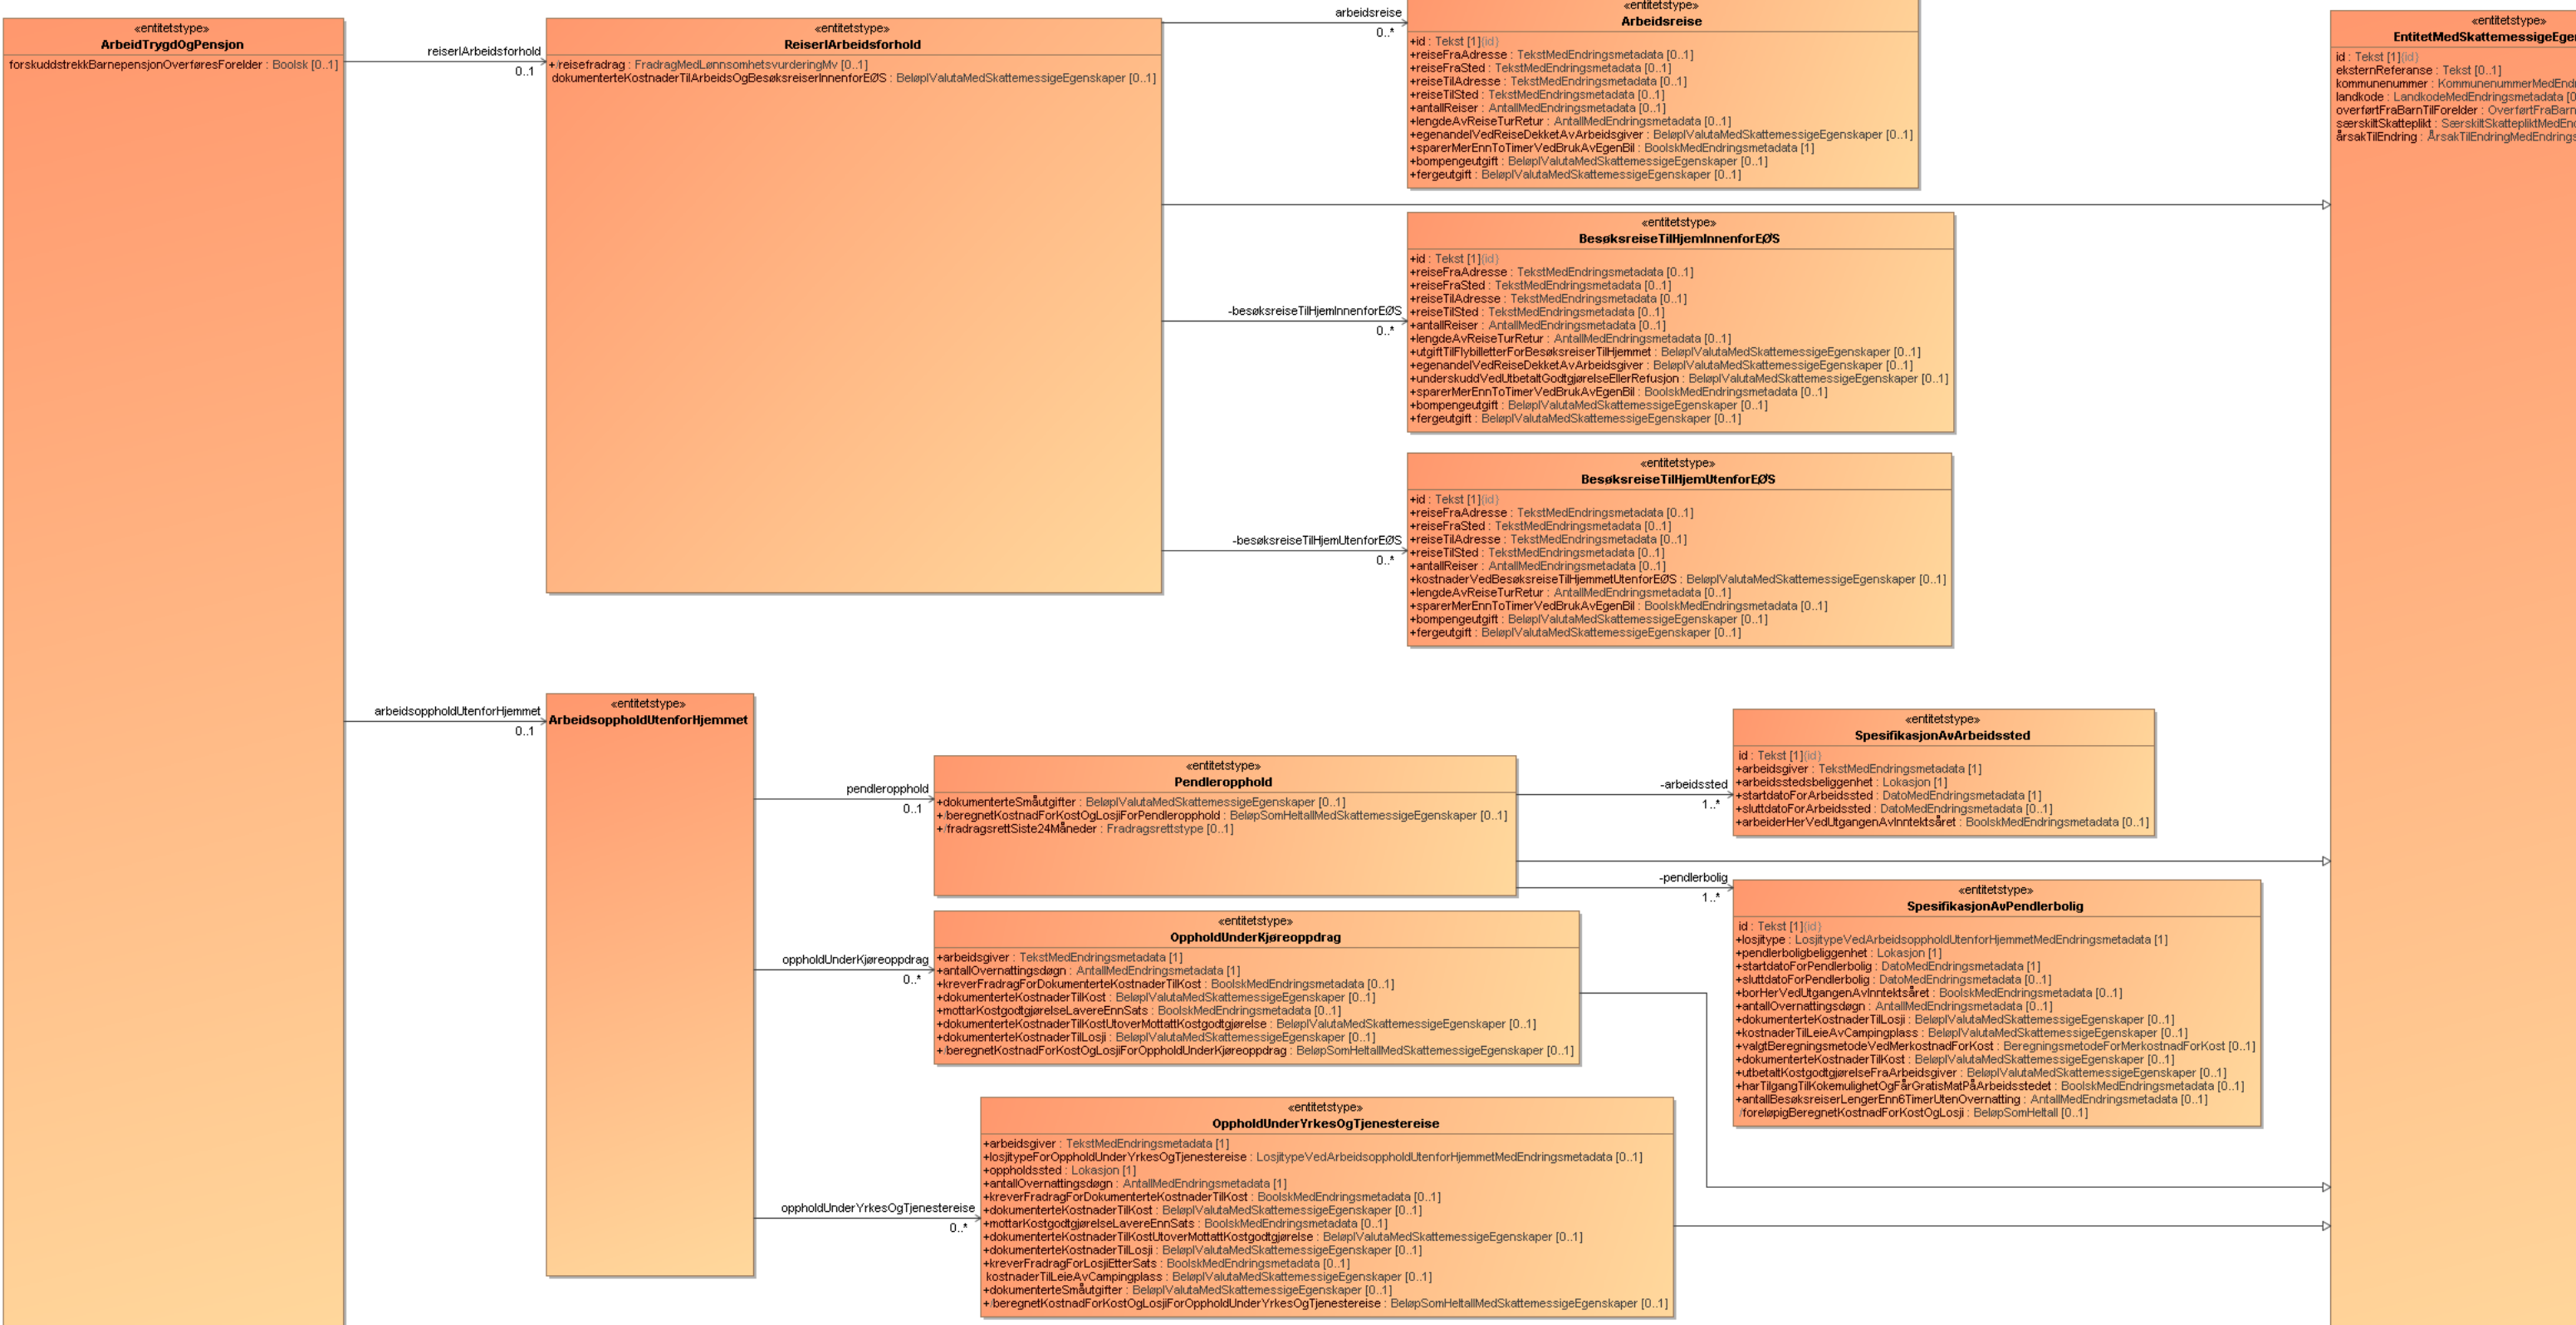 «entitetstype»
ArbeidTrygdOgPensjon
forskuddstrekkBarnepensjonOverføresForelder : Boolsk [0..1]
reiserIArbeidsforhold
0..1
«entitetstype»
ReiserIArbeidsforhold
+/reisefradrag : FradragMedLønnsomhetsvurderingMv [0..1]
dokumenterteKostnaderTilArbeidsOgBesøksreiserInnenforEØS : BeløpIValutaMedSkattemessigeEgenskaper [0..1]
arbeidsreise
0..*
«entitetstype»
Arbeidsreise
+id : Tekst [1](id)
+reiseFraAdresse : TekstMedEndringsmetadata [0..1]
+reiseFraSted : TekstMedEndringsmetadata [0..1]
+reiseTilAdresse : TekstMedEndringsmetadata [0..1]
+reiseTilSted : TekstMedEndringsmetadata [0..1]
+antallReiser : AntallMedEndringsmetadata [0..1]
+lengdeAvReiseTurRetur : AntallMedEndringsmetadata [0..1]
+egenandelVedReiseDekketAvArbeidsgiver : BeløpIValutaMedSkattemessigeEgenskaper [0..1]
+sparerMerEnnToTimerVedBrukAvEgenBil : BoolskMedEndringsmetadata [1]
+bompengeutgift : BeløpIValutaMedSkattemessigeEgenskaper [0..1]
+fergeutgift : BeløpIValutaMedSkattemessigeEgenskaper [0..1]
«entitetstype»
EntitetMedSkattemessigeEger
id : Tekst [1](id)
eksternReferanse : Tekst [0..1]
kommunenummer : KommunenummerMedEndr
landkode : LandkodeMedEndringsmetadata [0
overførtFraBarnTilForelder : OverførtFraBarn
særskiltSkatteplikt : SærskiltSkattepliktMedEnd
årsakTilEndring : ÅrsakTilEndringMedEndrings
-besøksreiseTilHjemInnenforEØS
0..*
«entitetstype»
BesøksreiseTilHjemInnenforEØS
+id : Tekst [1](id)
+reiseFraAdresse : TekstMedEndringsmetadata [0..1]
+reiseFraSted : TekstMedEndringsmetadata [0..1]
+reiseTilAdresse : TekstMedEndringsmetadata [0..1]
+reiseTilSted : TekstMedEndringsmetadata [0..1]
+antallReiser : AntallMedEndringsmetadata [0..1]
+lengdeAvReiseTurRetur : AntallMedEndringsmetadata [0..1]
+utgiftTilFlybilletterForBesøksreiserTilHjemmet : BeløpIValutaMedSkattemessigeEgenskaper [0..1]
+egenandelVedReiseDekketAvArbeidsgiver : BeløpIValutaMedSkattemessigeEgenskaper [0..1]
+underskuddVedUtbetaltGodtgjørelseEllerRefusjon : BeløpIValutaMedSkattemessigeEgenskaper [0..1]
+sparerMerEnnToTimerVedBrukAvEgenBil : BoolskMedEndringsmetadata [0..1]
+bompengeutgift : BeløpIValutaMedSkattemessigeEgenskaper [0..1]
+fergeutgift : BeløpIValutaMedSkattemessigeEgenskaper [0..1]
-besøksreiseTilHjemUtenforEØS
0..*
«entitetstype»
BesøksreiseTilHjemUtenforEØS
+id : Tekst [1](id)
+reiseFraAdresse : TekstMedEndringsmetadata [0..1]
+reiseFraSted : TekstMedEndringsmetadata [0..1]
+reiseTilAdresse : TekstMedEndringsmetadata [0..1]
+reiseTilSted : TekstMedEndringsmetadata [0..1]
+antallReiser : AntallMedEndringsmetadata [0..1]
+kostnaderVedBesøksreiseTilHjemmetUtenforEØS : BeløpIValutaMedSkattemessigeEgenskaper [0..1]
+lengdeAvReiseTurRetur : AntallMedEndringsmetadata [0..1]
+sparerMerEnnToTimerVedBrukAvEgenBil : BoolskMedEndringsmetadata [0..1]
+bompengeutgift : BeløpIValutaMedSkattemessigeEgenskaper [0..1]
+fergeutgift : BeløpIValutaMedSkattemessigeEgenskaper [0..1]
arbeidsoppholdUtenforHjemmet
0..1
«entitetstype»
ArbeidsoppholdUtenforHjemmet
pendleropphold
0..1
«entitetstype»
Pendleropphold
+dokumenterteSmåutgifter : BeløpIValutaMedSkattemessigeEgenskaper [0..1]
+/beregnetKostnadForKostOgLosjiForPendleropphold : BeløpSomHeltallMedSkattemessigeEgenskaper [0..1]
+/fradragsrettSiste24Måneder : Fradragsrettstype [0..1]
-arbeidssted
1..*
«entitetstype»
SpesifikasjonAvArbeidssted
id : Tekst [1](id)
+arbeidsgiver : TekstMedEndringsmetadata [1]
+arbeidsstedsbeliggenhet : Lokasjon [1]
+startdatoForArbeidssted : DatoMedEndringsmetadata [1]
+sluttdatoForArbeidssted : DatoMedEndringsmetadata [0..1]
+arbeiderHerVedUtgangenAvInntektsåret : BoolskMedEndringsmetadata [0..1]
-pendlerbolig
1..*
«entitetstype»
SpesifikasjonAvPendlerbolig
id : Tekst [1](id)
+losjitype : LosjitypeVedArbeidsoppholdUtenforHjemmetMedEndringsmetadata [1]
+pendlerboligbeliggenhet : Lokasjon [1]
+startdatoForPendlerbolig : DatoMedEndringsmetadata [1]
+sluttdatoForPendlerbolig : DatoMedEndringsmetadata [0..1]
+borHerVedUtgangenAvInntektsåret : BoolskMedEndringsmetadata [0..1]
+antallOvernattingsdøgn : AntallMedEndringsmetadata [0..1]
+dokumenterteKostnaderTilLosji : BeløpIValutaMedSkattemessigeEgenskaper [0..1]
+kostnaderTilLeieAvCampingplass : BeløpIValutaMedSkattemessigeEgenskaper [0..1]
+valgtBeregningsmetodeVedMerkostnadForKost : BeregningsmetodeForMerkostnadForKost [0..1]
+dokumenterteKostnaderTilKost : BeløpIValutaMedSkattemessigeEgenskaper [0..1]
+utbetaltKostgodtgjørelseFraArbeidsgiver : BeløpIValutaMedSkattemessigeEgenskaper [0..1]
+harTilgangTilKokemulighetOgFårGratisMatPåArbeidsstedet : BoolskMedEndringsmetadata [0..1]
+antallBesøksreiserLengerEnn6TimerUtenOvernatting : AntallMedEndringsmetadata [0..1]
/foreløpigBeregnetKostnadForKostOgLosji : BeløpSomHeltall [0..1]
oppholdUnderKjøreoppdrag
0..*
«entitetstype»
OppholdUnderKjøreoppdrag
+arbeidsgiver : TekstMedEndringsmetadata [1]
+antallOvernattingsdøgn : AntallMedEndringsmetadata [1]
+kreverFradragForDokumenterteKostnaderTilKost : BoolskMedEndringsmetadata [0..1]
+dokumenterteKostnaderTilKost : BeløpIValutaMedSkattemessigeEgenskaper [0..1]
+mottarKostgodtgjørelseLavereEnnSats : BoolskMedEndringsmetadata [0..1]
+dokumenterteKostnaderTilKostUtoverMottattKostgodtgjørelse : BeløpIValutaMedSkattemessigeEgenskaper [0..1]
+dokumenterteKostnaderTilLosji : BeløpIValutaMedSkattemessigeEgenskaper [0..1]
+/beregnetKostnadForKostOgLosjiForOppholdUnderKjøreoppdrag : BeløpSomHeltallMedSkattemessigeEgenskaper [0..1]
oppholdUnderYrkesOgTjenestereise
0..*
«entitetstype»
OppholdUnderYrkesOgTjenestereise
+arbeidsgiver : TekstMedEndringsmetadata [1]
+losjitypeForOppholdUnderYrkesOgTjenestereise : LosjitypeVedArbeidsoppholdUtenforHjemmetMedEndringsmetadata [0..1]
+oppholdssted : Lokasjon [1]
+antallOvernattingsdøgn : AntallMedEndringsmetadata [1]
+kreverFradragForDokumenterteKostnaderTilKost : BoolskMedEndringsmetadata [0..1]
+dokumenterteKostnaderTilKost : BeløpIValutaMedSkattemessigeEgenskaper [0..1]
+mottarKostgodtgjørelseLavereEnnSats : BoolskMedEndringsmetadata [0..1]
+dokumenterteKostnaderTilKostUtoverMottattKostgodtgjørelse : BeløpIValutaMedSkattemessigeEgenskaper [0..1]
+dokumenterteKostnaderTilLosji : BeløpIValutaMedSkattemessigeEgenskaper [0..1]
+kreverFradragForLosjiEtterSats : BoolskMedEndringsmetadata [0..1]
kostnaderTilLeieAvCampingplass : BeløpIValutaMedSkattemessigeEgenskaper [0..1]
+dokumenterteSmåutgifter : BeløpIValutaMedSkattemessigeEgenskaper [0..1]
+/beregnetKostnadForKostOgLosjiForOppholdUnderYrkesOgTjenestereise : BeløpSomHeltallMedSkattemessigeEgenskaper [0..1]